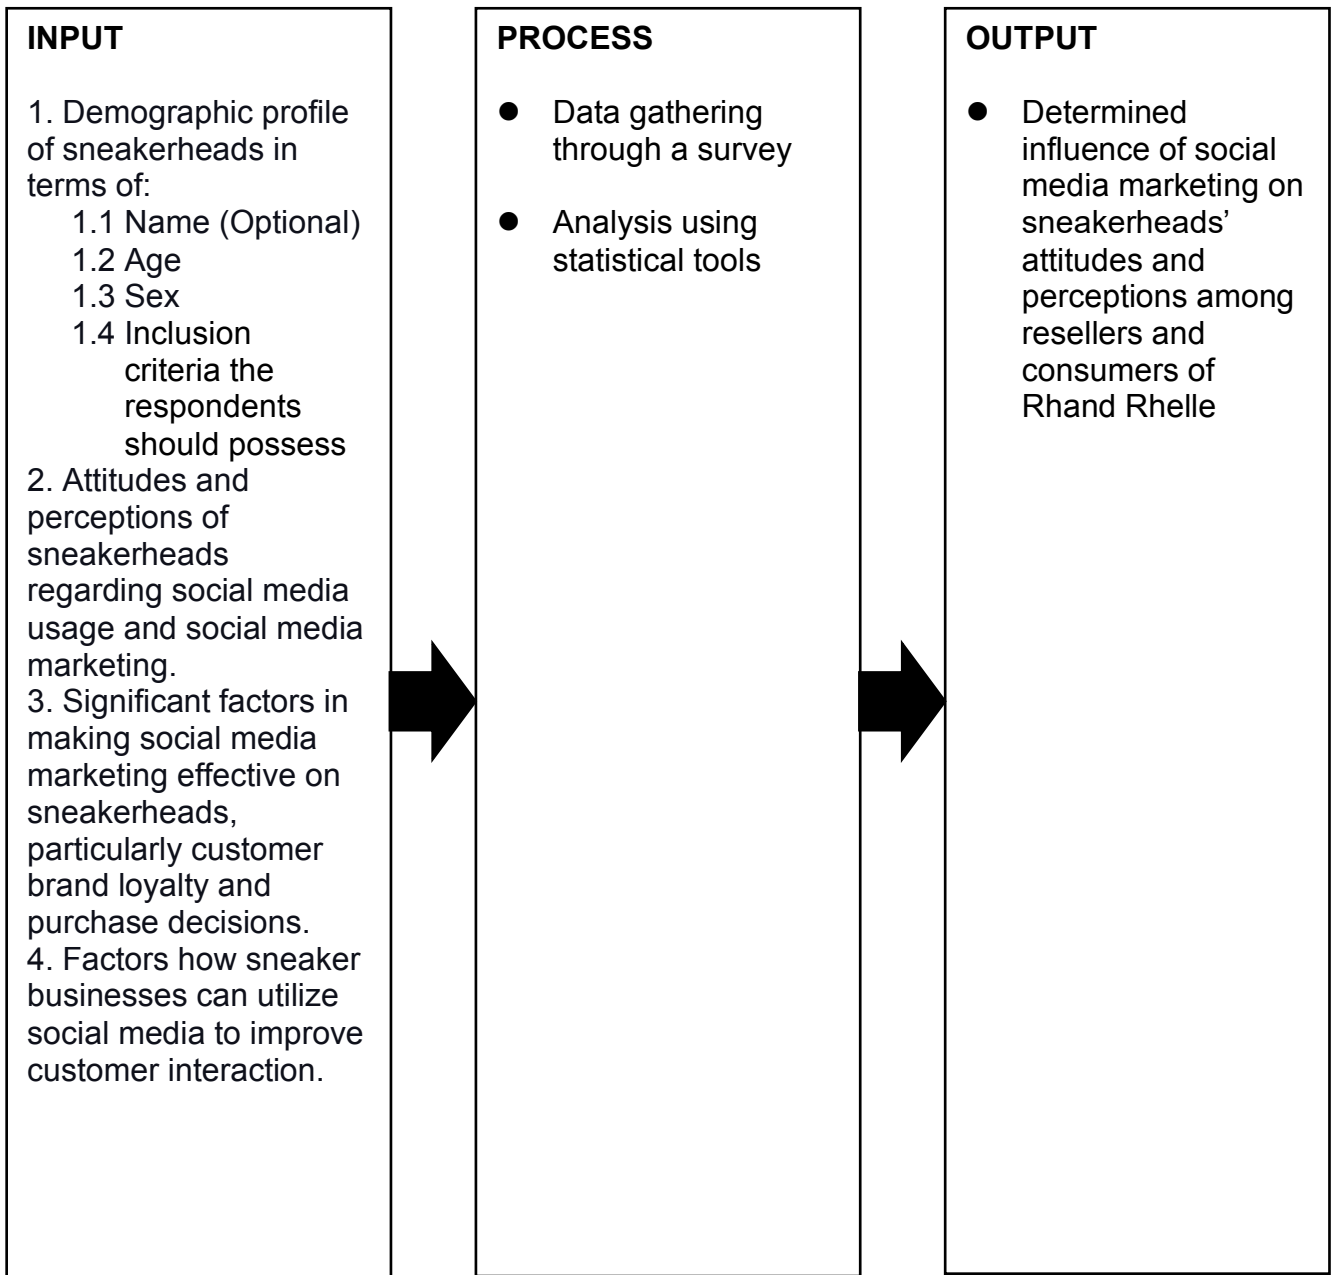 INPUT
1. Demographic profile
of sneakerheads in
terms of:
1.1 Name (Optional)
1.2 Age
1.3 Sex
1.4 Inclusion
criteria the
respondents
should possess
2. Attitudes and
perceptions of
sneakerheads
regarding social media
usage and social media
marketing.
3. Significant factors in
making social media
marketing effective on
sneakerheads,
particularly customer
brand loyalty and
purchase decisions.
4. Factors how sneaker
businesses can utilize
social media to improve
customer interaction.
PROCESS
● Data gathering
through a survey
● Analysis using
statistical tools
OUTPUT
● Determined
influence of social
media marketing on
sneakerheads’
attitudes and
perceptions among
resellers and
consumers of
Rhand Rhelle